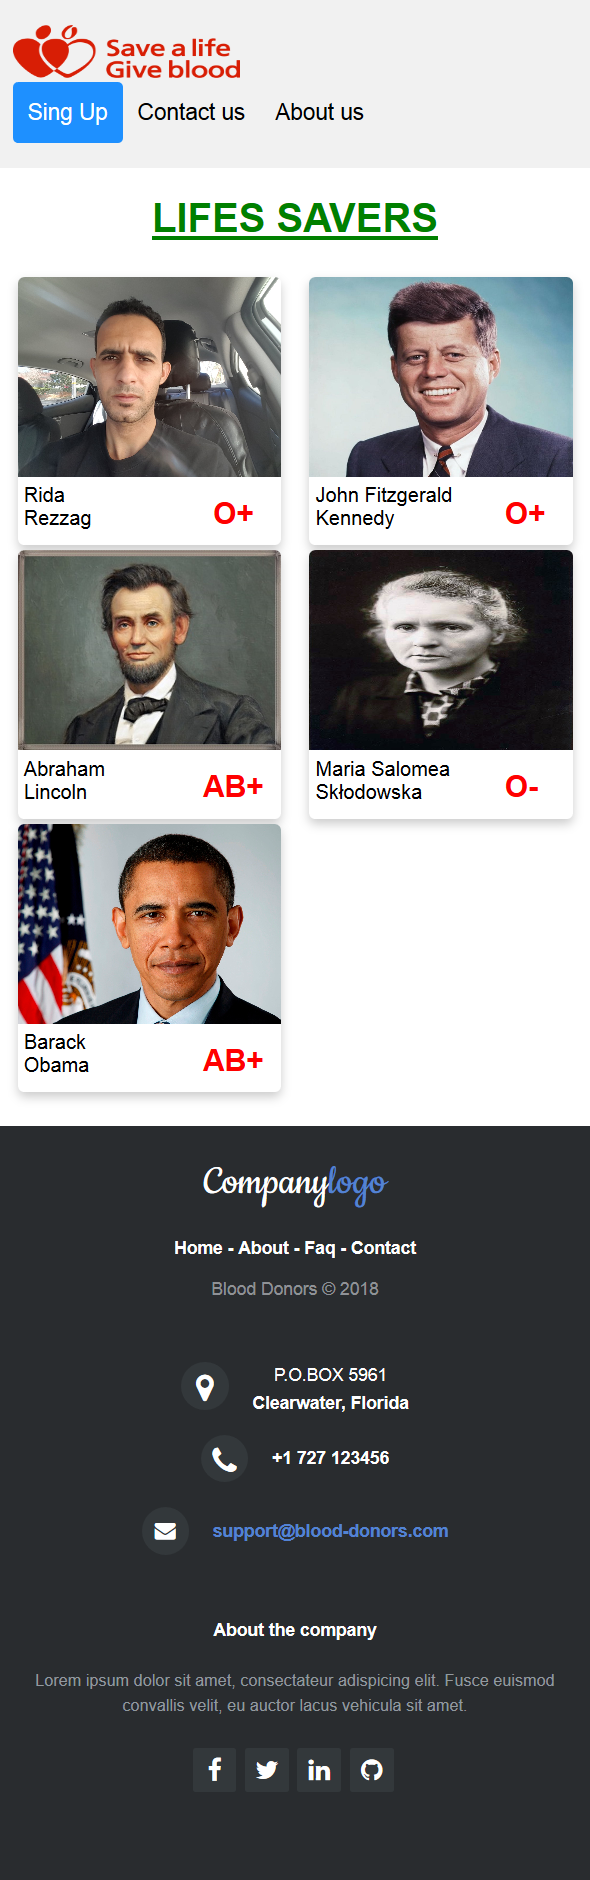 Save a life
Give blood
Sing Up Contact us About us
LIFES SAVERS
Rida
Rezzag
O+
John Fitzgerald
Kennedy
O+
Abraham
Lincoln
AB+
Maria Salomea
Skłodowska
O-
Barack
Obama
AB+
Companylogo
Home - About - Faq - Contact
Blood Donors © 2018
P.O.BOX 5961
Clearwater, Florida
+1 727 123456
support@blood-donors.com
About the company
Lorem ipsum dolor sit amet, consectateur adispicing elit. Fusce euismod
convallis velit, eu auctor lacus vehicula sit amet.